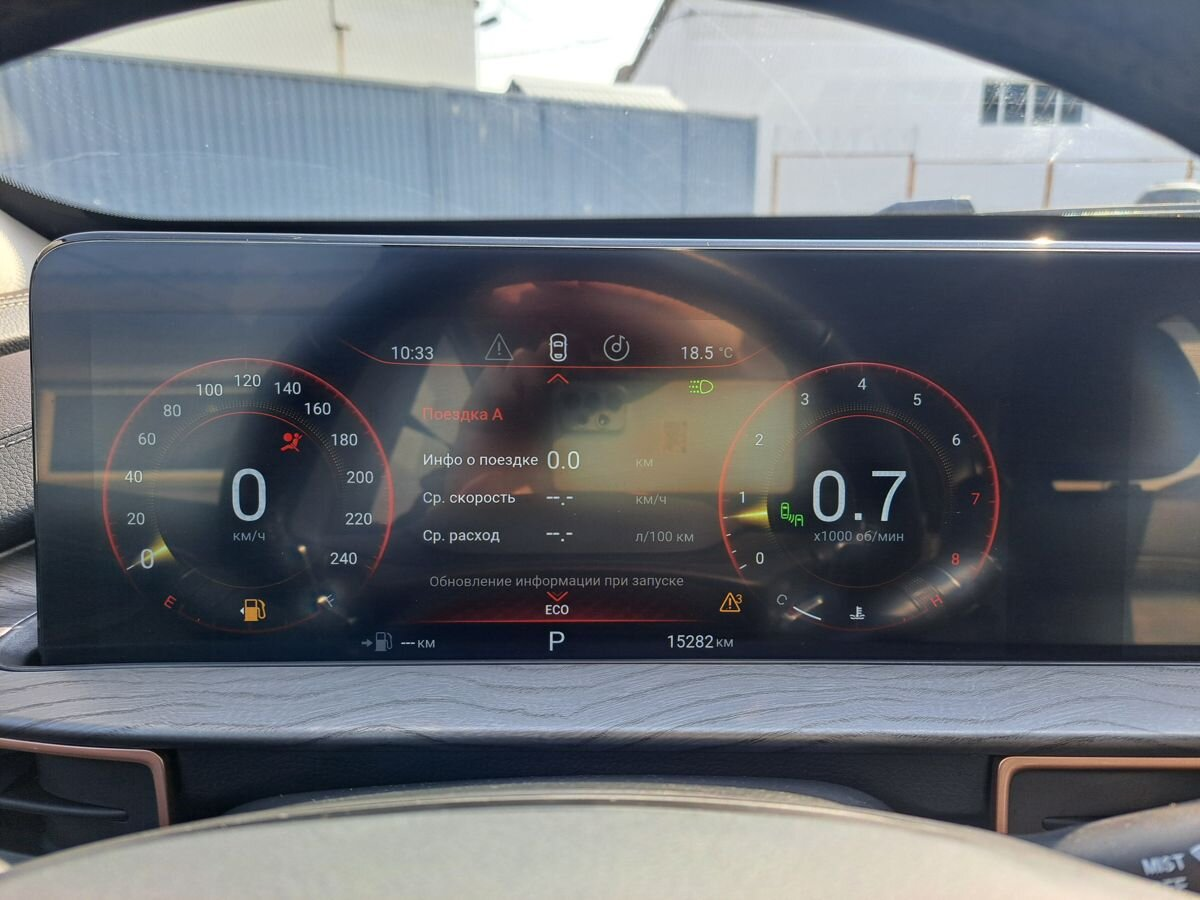 10:33
18.5 °C
Поездка А
Инфо о поездке 0.0 км
Ср. скорость --.- км/ч
Ср. расход --.- л/100 км
Обновление информации при запуске
ECO
--- км
P
15282 км
0
20
40
60
80
100
120
140
160
180
200
220
240
0
км/ч
E
F
0
1
2
3
4
5
6
7
8
0.7
x1000 об/мин
3
C
H
MIST